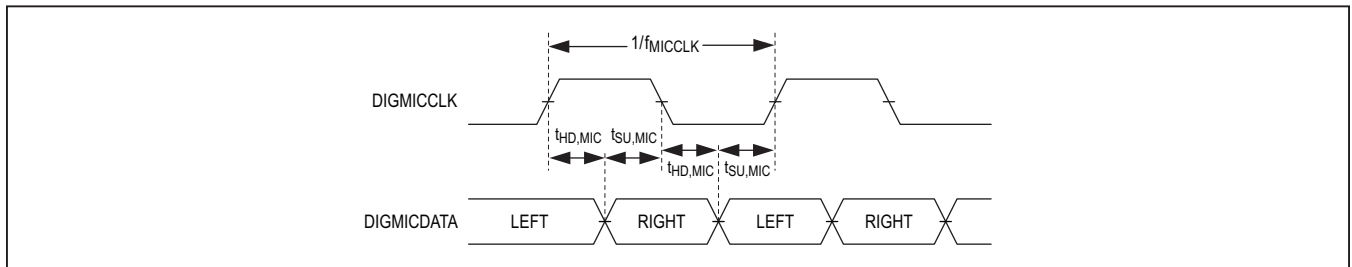 1/fMICCLK
DIGMICCLK
tHD,MIC tSU,MIC
tHD,MIC tSU,MIC
DIGMICDATA LEFT RIGHT LEFT RIGHT